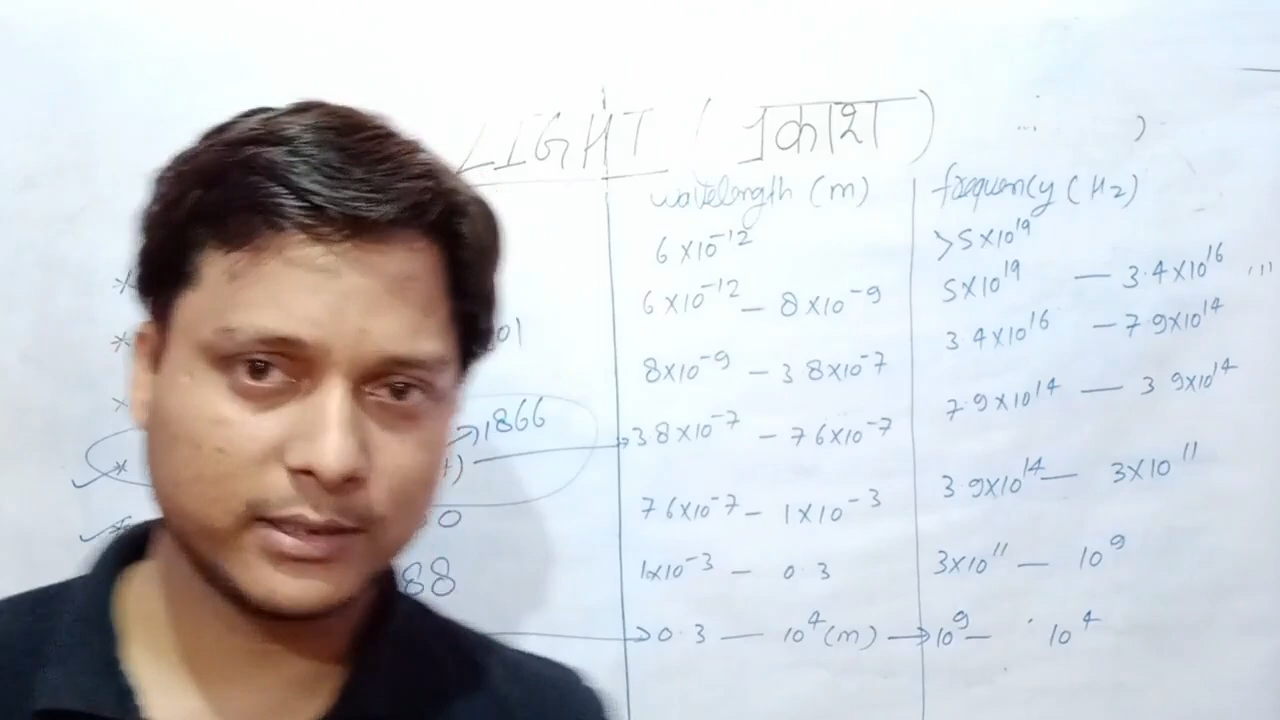 LIGHT ( प्रकाश )
wavelength (m) frequency (Hz)
6×10⁻¹² >5×10¹⁹
6×10⁻¹² — 8×10⁻⁹ 5×10¹⁹ — 3.4×10¹⁶
01 8×10⁻⁹ — 3.8×10⁻⁷ 3.4×10¹⁶ — 7.9×10¹⁴
→1866 3.8×10⁻⁷ — 7.6×10⁻⁷ 7.9×10¹⁴ — 3.9×10¹⁴
7.6×10⁻⁷ — 1×10⁻³ 3.9×10¹⁴ — 3×10¹¹
88 1×10⁻³ — 0.3 3×10¹¹ — 10⁹
→0.3 — 10⁴(m) →10⁹ — 10⁴